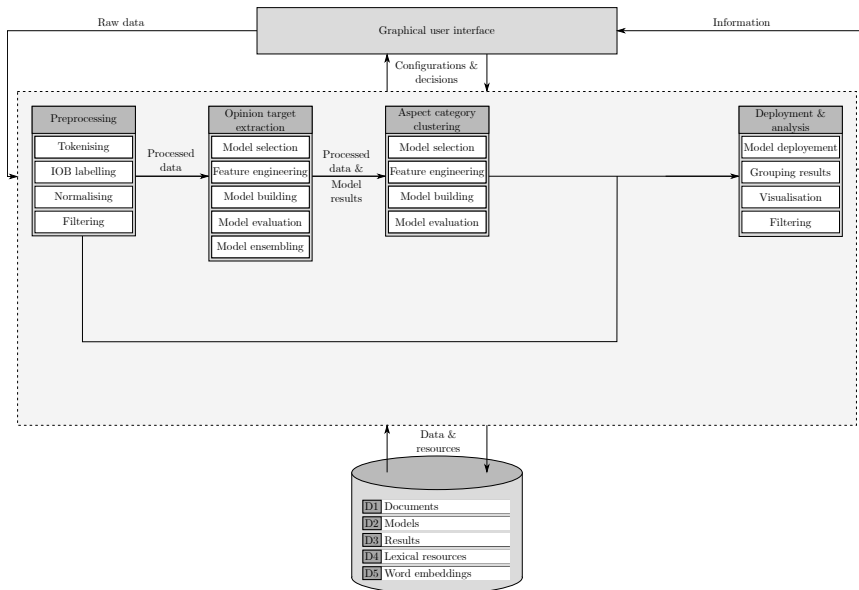 Raw data
Graphical user interface
Information
Configurations &
decisions
Preprocessing
Tokenising
IOB labelling
Normalising
Filtering
Processed
data
Opinion target
extraction
Model selection
Feature engineering
Model building
Model evaluation
Model ensembling
Processed
data &
Model
results
Aspect category
clustering
Model selection
Feature engineering
Model building
Model evaluation
Deployment &
analysis
Model deployement
Grouping results
Visualisation
Filtering
Data &
resources
D1 Documents
D2 Models
D3 Results
D4 Lexical resources
D5 Word embeddings